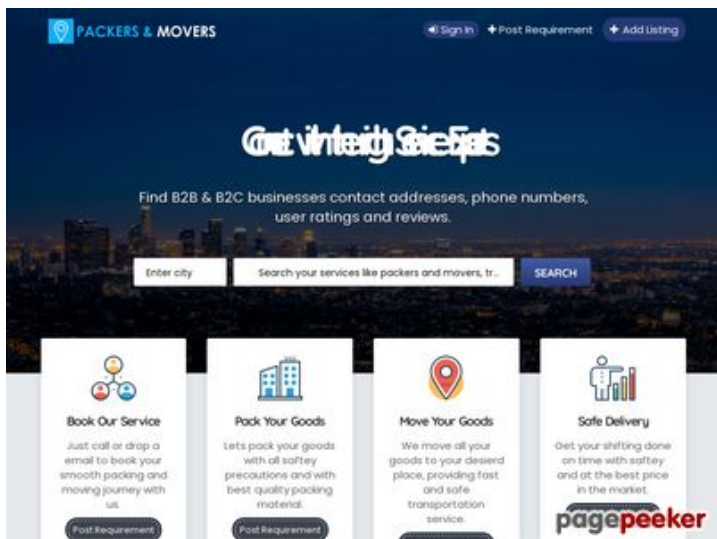 PACKERS & MOVERS
Sign In
Post Requirement
Add Listing
Find B2B & B2C businesses contact addresses, phone numbers,
user ratings and reviews.
Enter city
Search your services like packers and movers, tr...
SEARCH
Book Our Service
Just call or drop a
email to book your
smooth packing and
moving journey with
us.
Post Requirement
Pack Your Goods
Lets pack your goods
with all saftey
precautions and with
best quality packing
material.
Post Requirement
Move Your Goods
We move all your
goods to your desierd
place, providing fast
and safe
transportation
service.
Safe Delivery
Get your shifting done
on time with saftey
and at the best price
in the market.
pagepeeker